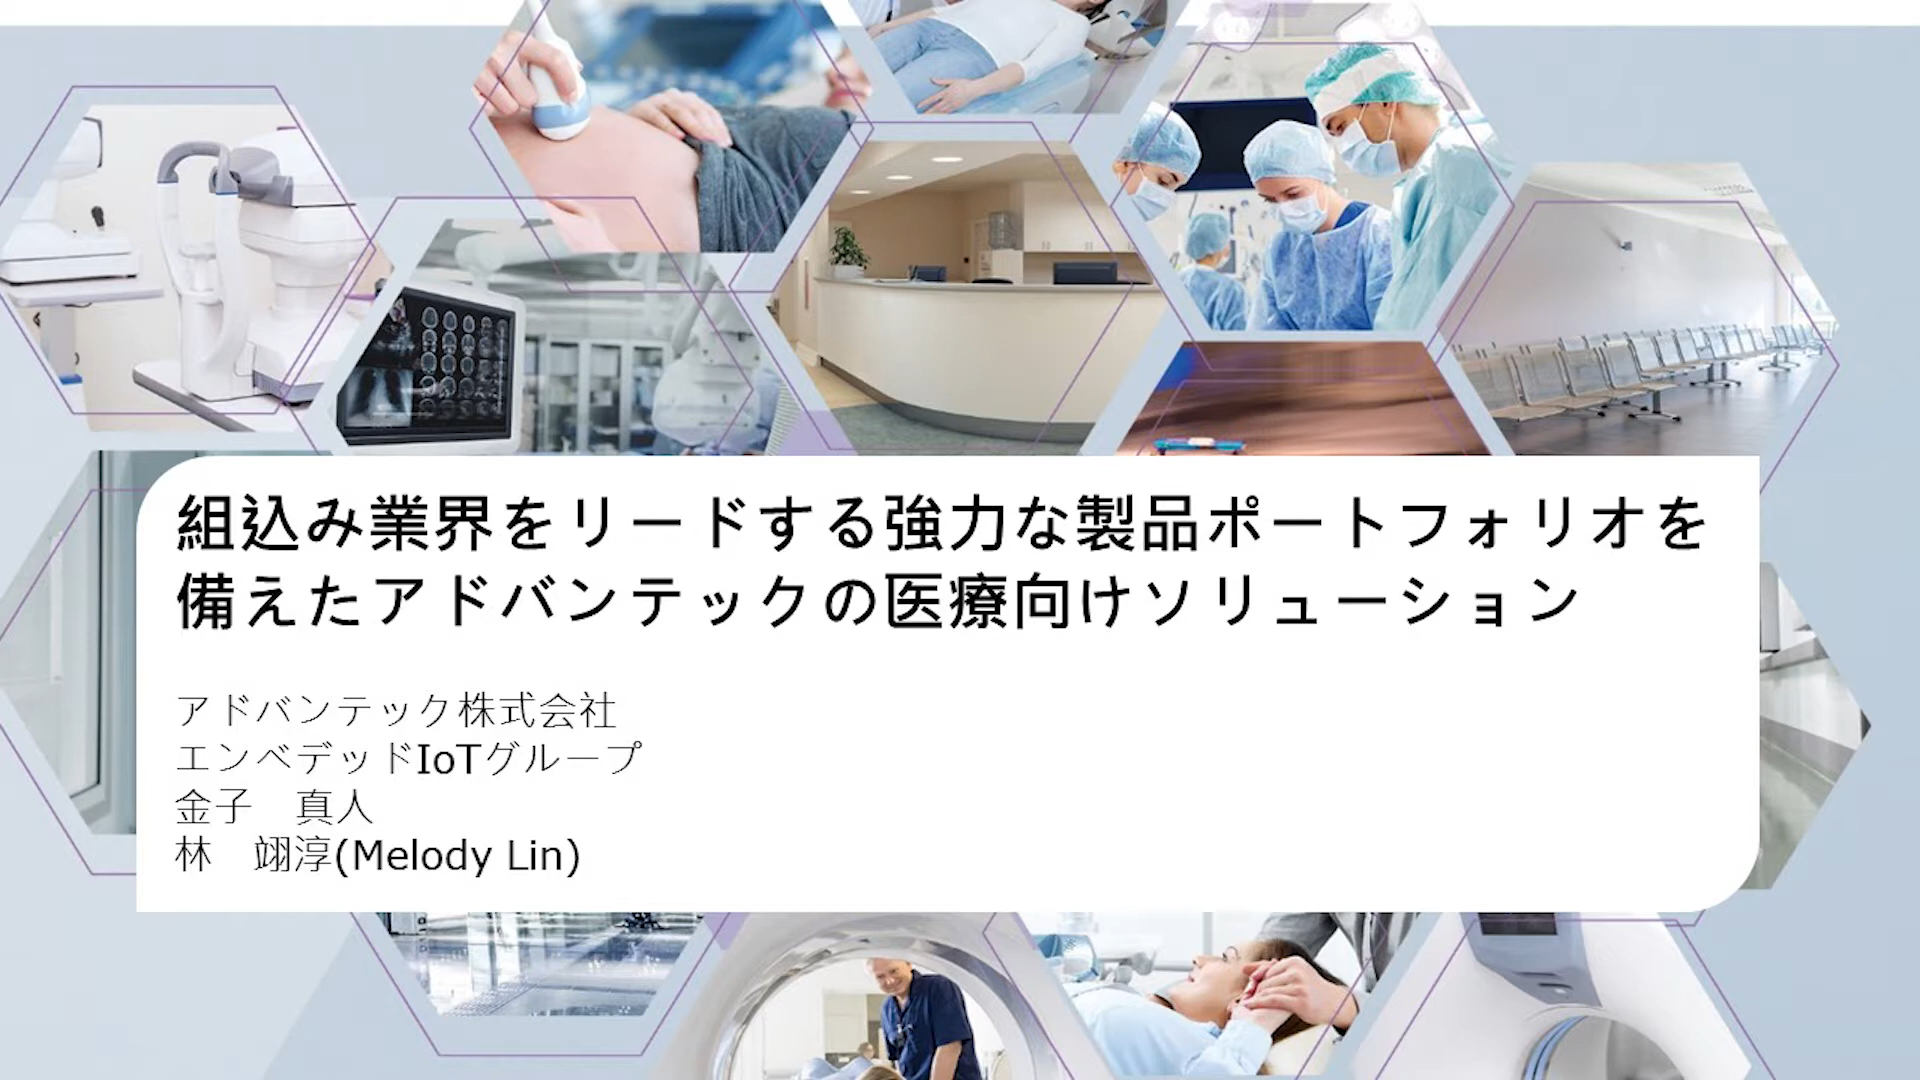 組込み業界をリードする強力な製品ポートフォリオを
備えたアドバンテックの医療向けソリューション
アドバンテック株式会社
エンベデッドIoTグループ
金子　真人
林　翊淳(Melody Lin)